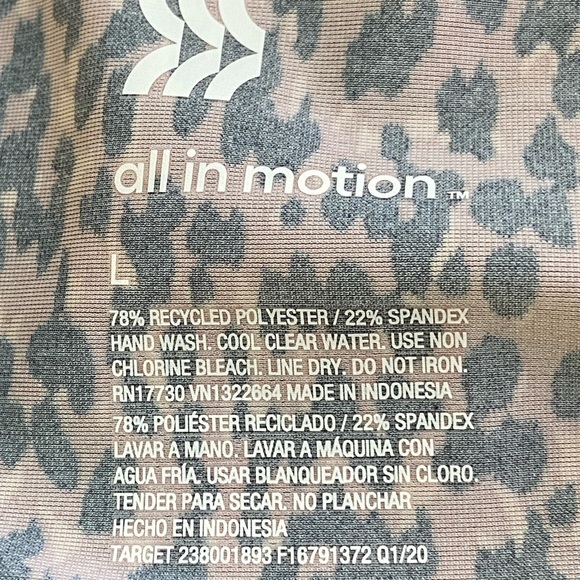 all in motion ™
L
78% RECYCLED POLYESTER / 22% SPANDEX
HAND WASH. COOL CLEAR WATER. USE NON
CHLORINE BLEACH. LINE DRY. DO NOT IRON.
RN17730 VN1322664 MADE IN INDONESIA
78% POLIÉSTER RECICLADO / 22% SPANDEX
LAVAR A MANO. LAVAR A MÁQUINA CON
AGUA FRÍA. USAR BLANQUEADOR SIN CLORO.
TENDER PARA SECAR. NO PLANCHAR
HECHO EN INDONESIA
TARGET 238001893 F16791372 Q1/20